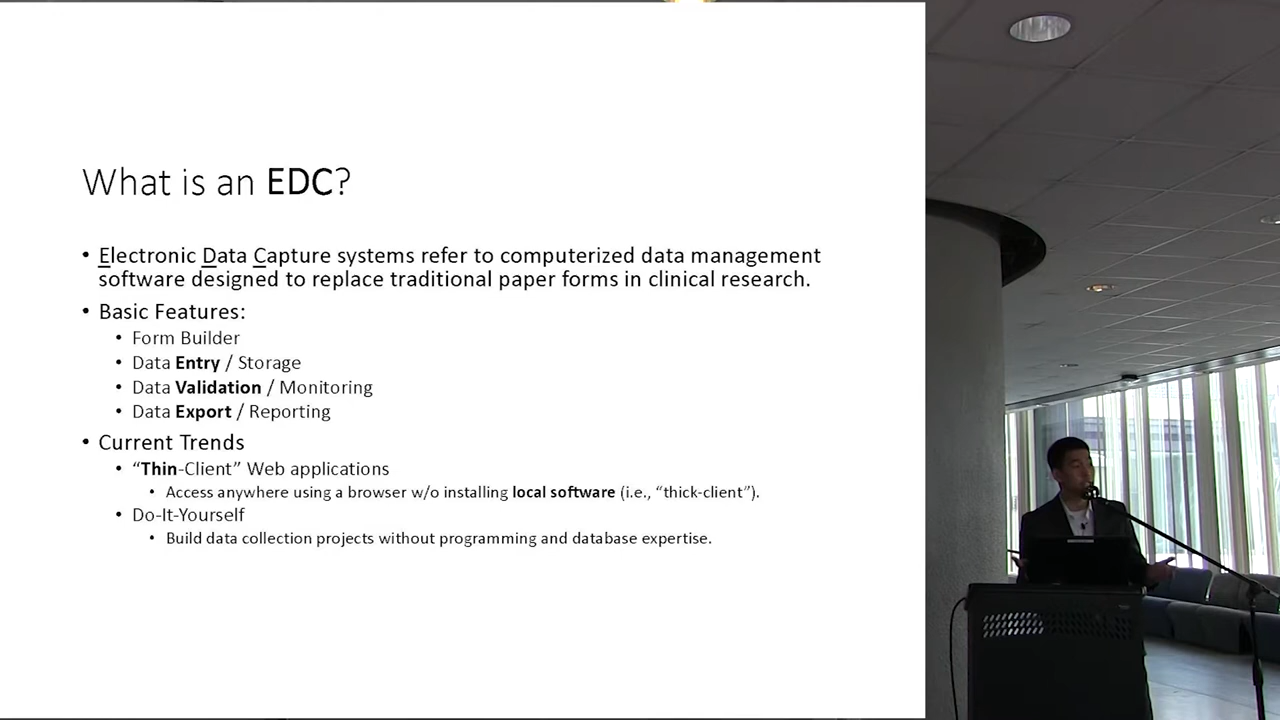 What is an EDC?
• Electronic Data Capture systems refer to computerized data management
software designed to replace traditional paper forms in clinical research.
• Basic Features:
• Form Builder
• Data Entry / Storage
• Data Validation / Monitoring
• Data Export / Reporting
• Current Trends
• “Thin-Client” Web applications
• Access anywhere using a browser w/o installing local software (i.e., “thick-client”).
• Do-It-Yourself
• Build data collection projects without programming and database expertise.